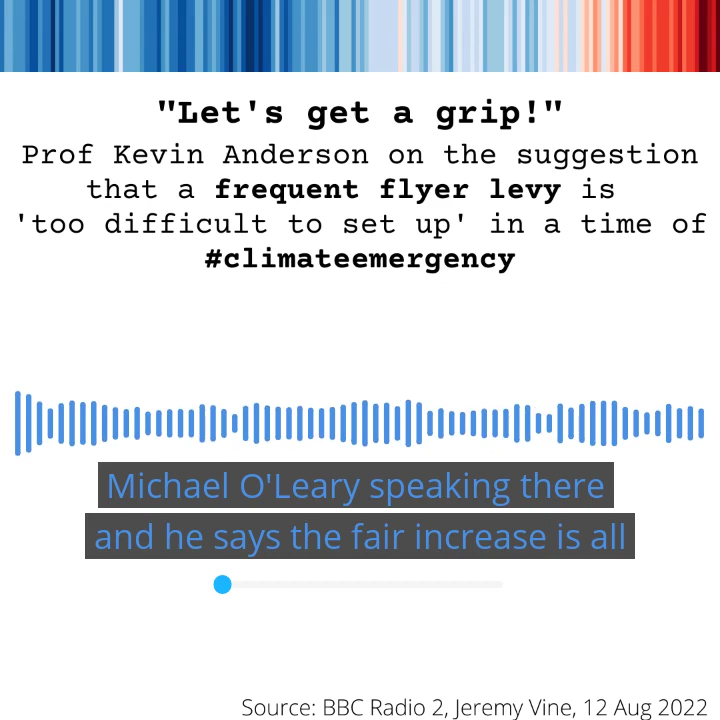 "Let's get a grip!"
Prof Kevin Anderson on the suggestion
that a frequent flyer levy is
'too difficult to set up' in a time of
#climateemergency
Michael O'Leary speaking there
and he says the fair increase is all
Source: BBC Radio 2, Jeremy Vine, 12 Aug 2022